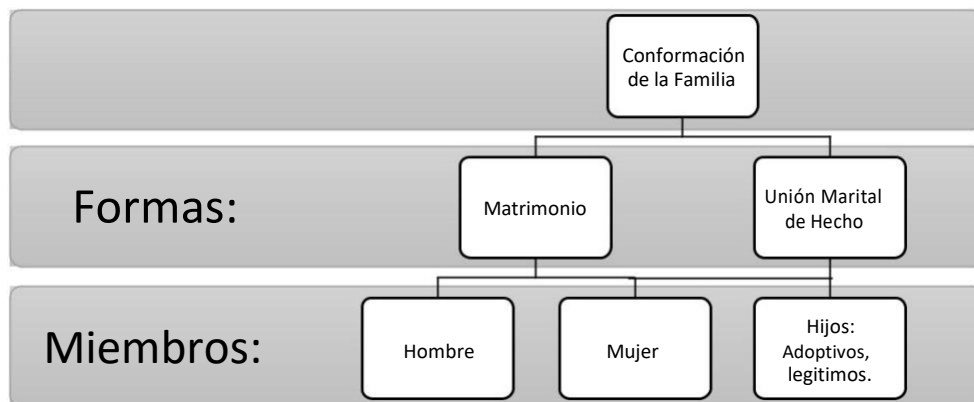 Conformación
de la Familia
Formas:
Matrimonio
Unión Marital
de Hecho
Miembros:
Hombre
Mujer
Hijos:
Adoptivos,
legitimos.